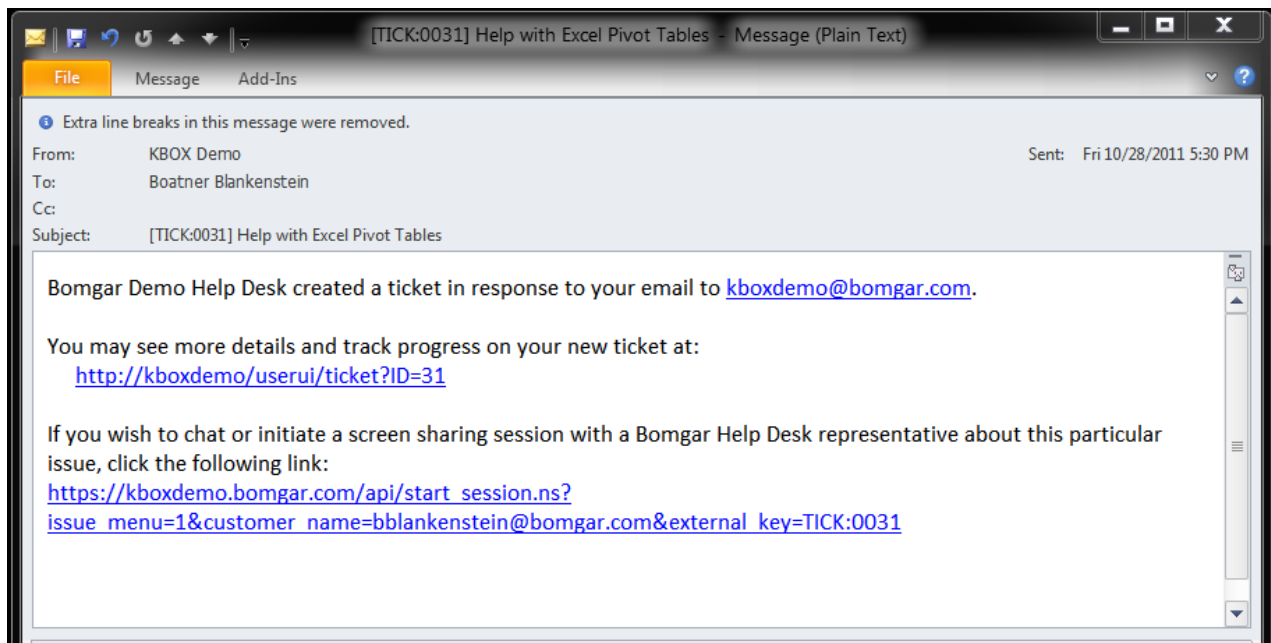 [TICK:0031] Help with Excel Pivot Tables - Message (Plain Text)
File Message Add-Ins
Extra line breaks in this message were removed.
From: KBOX Demo Sent: Fri 10/28/2011 5:30 PM
To: Boatner Blankenstein
Cc:
Subject: [TICK:0031] Help with Excel Pivot Tables
Bomgar Demo Help Desk created a ticket in response to your email to kboxdemo@bomgar.com.
You may see more details and track progress on your new ticket at:
http://kboxdemo/userui/ticket?ID=31
If you wish to chat or initiate a screen sharing session with a Bomgar Help Desk representative about this particular
issue, click the following link:
https://kboxdemo.bomgar.com/api/start_session.ns?
issue_menu=1&customer_name=bblankenstein@bomgar.com&external_key=TICK:0031